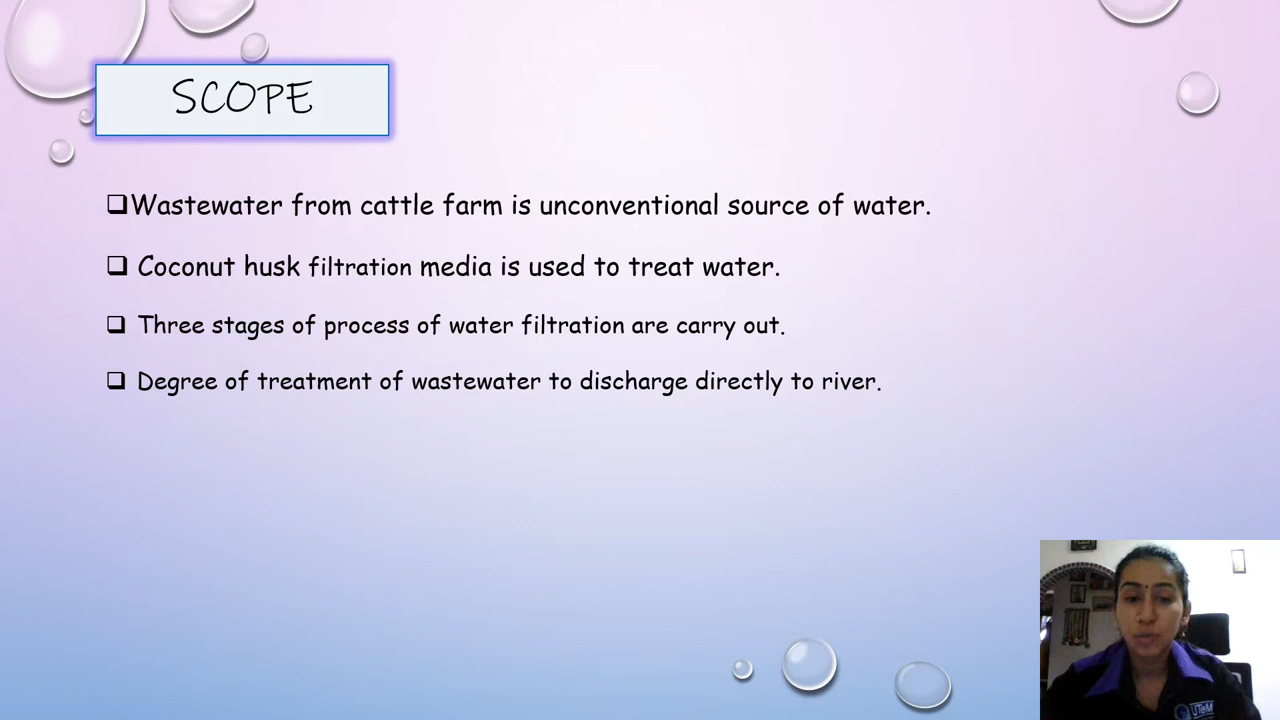 SCOPE
❑Wastewater from cattle farm is unconventional source of water.
❑ Coconut husk filtration media is used to treat water.
❑ Three stages of process of water filtration are carry out.
❑ Degree of treatment of wastewater to discharge directly to river.
UTeM